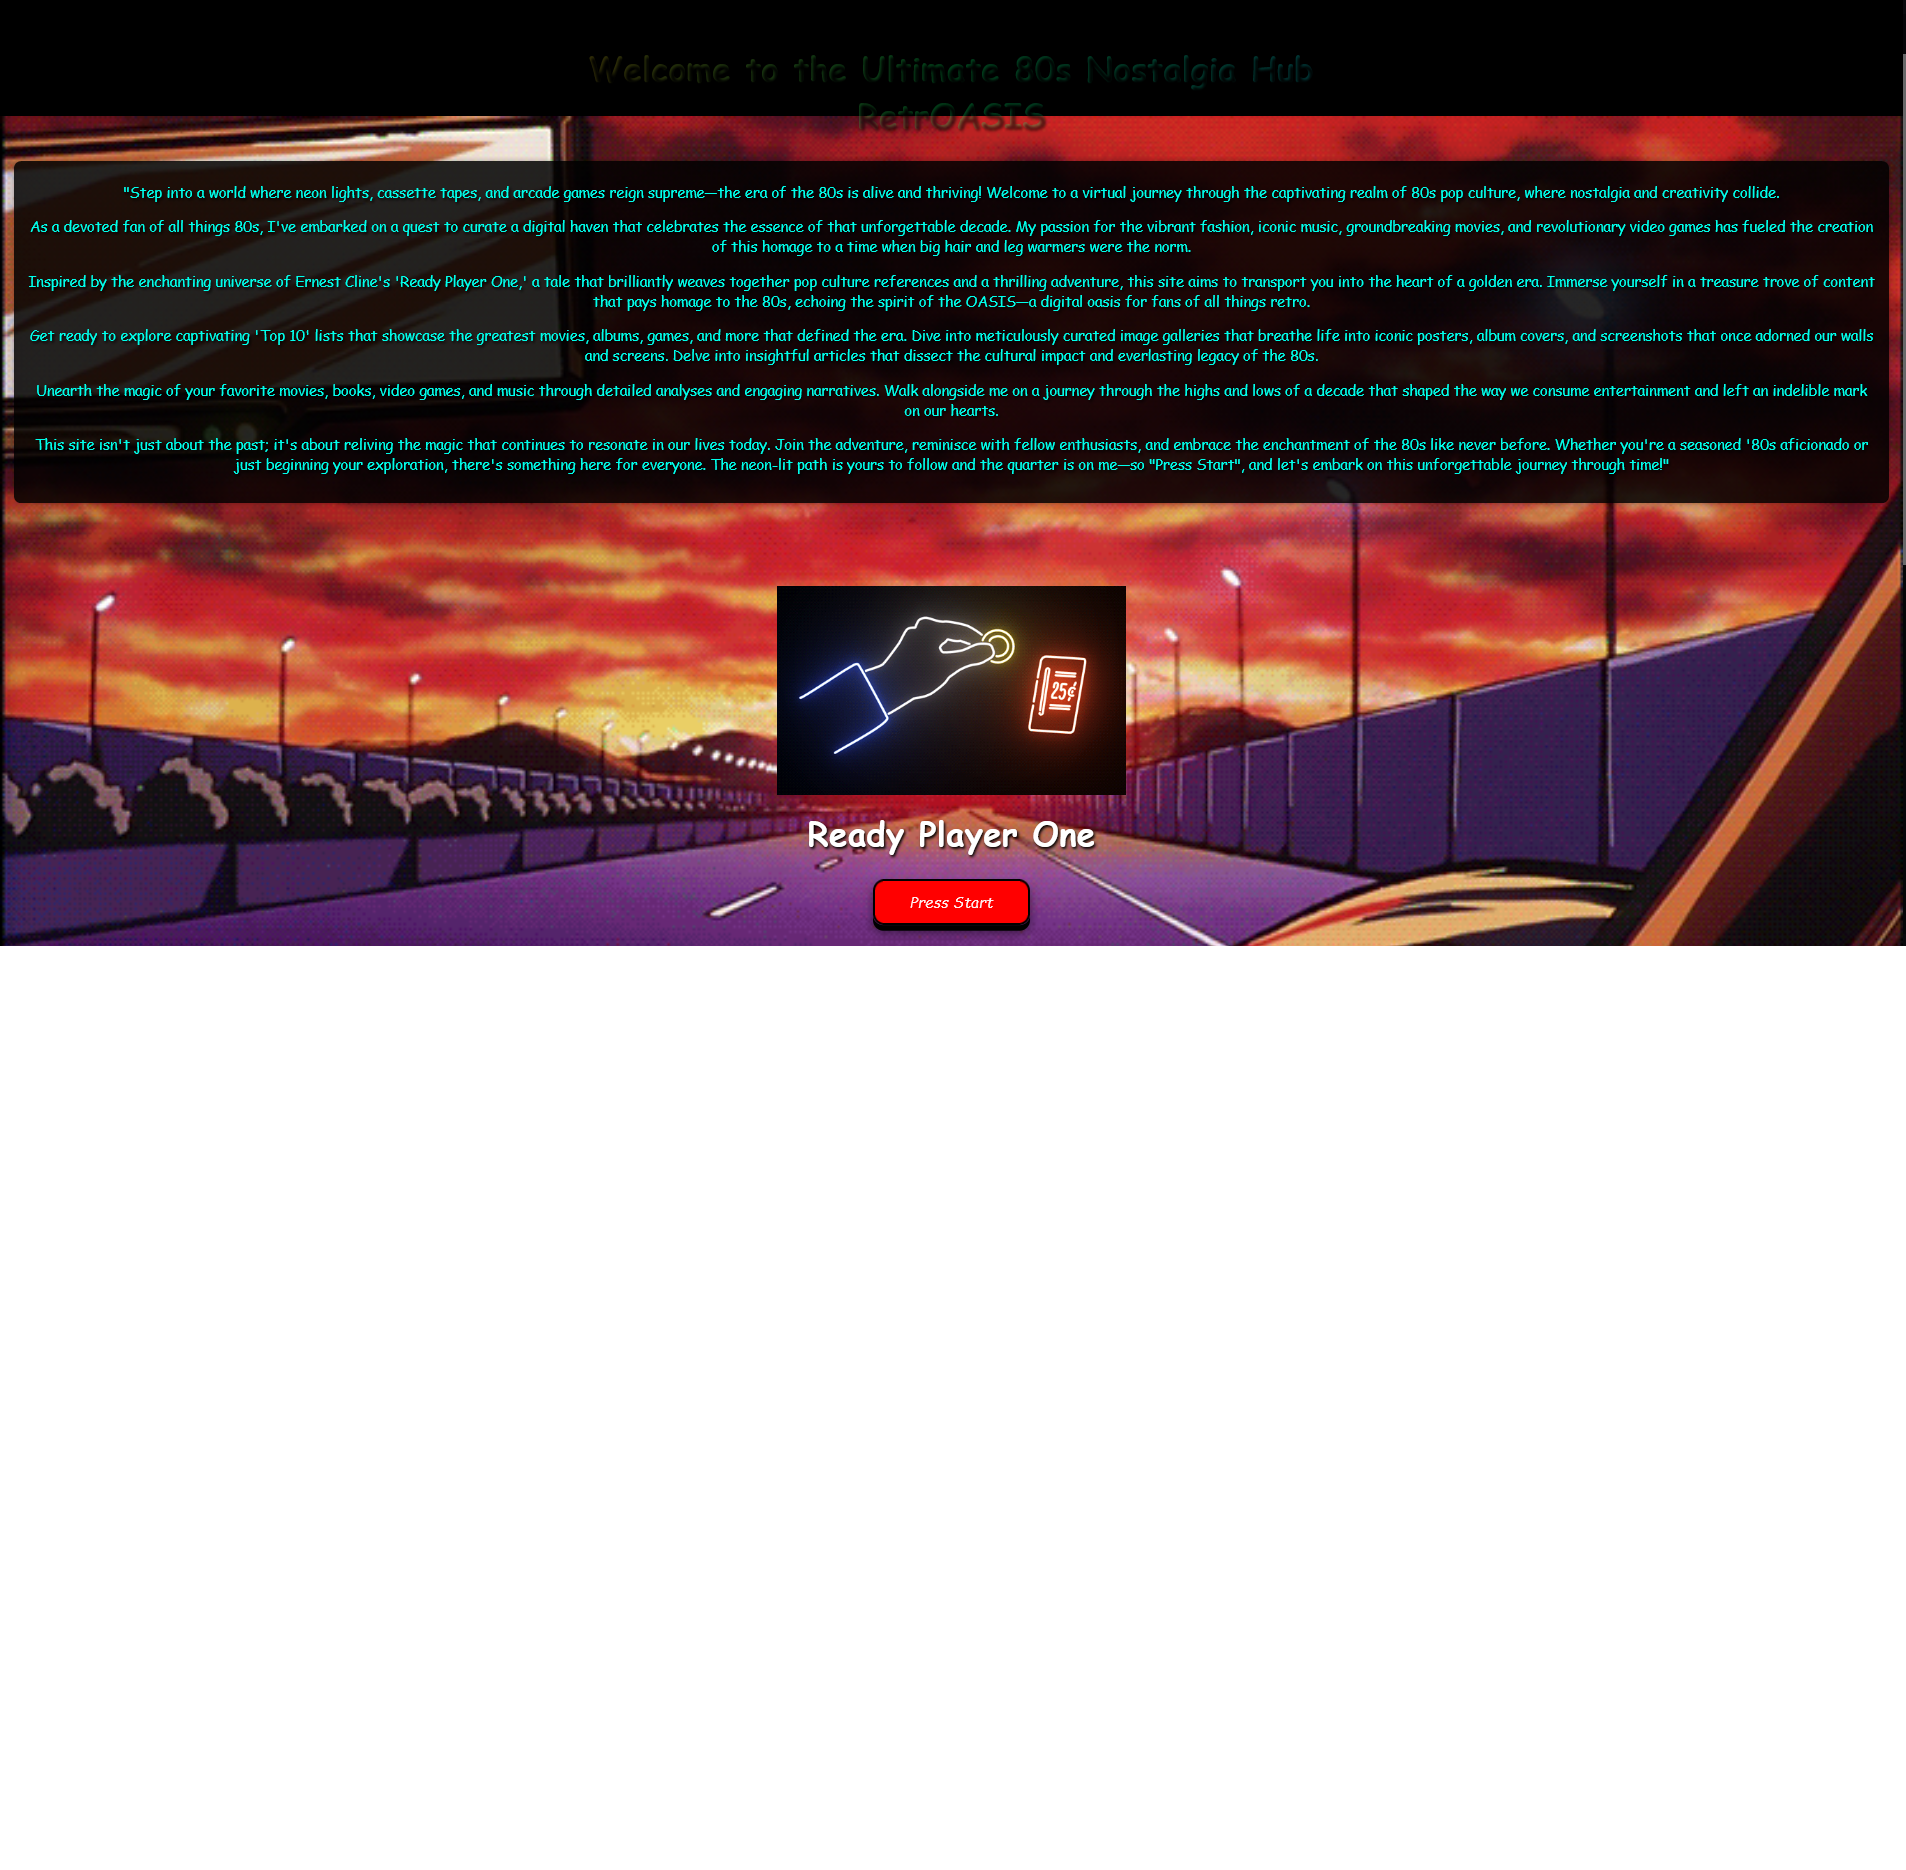 Welcome to the Ultimate 80s Nostalgia Hub
RetrOASIS
"Step into a world where neon lights, cassette tapes, and arcade games reign supreme—the era of the 80s is alive and thriving! Welcome to a virtual journey through the captivating realm of 80s pop culture, where nostalgia and creativity collide.
As a devoted fan of all things 80s, I've embarked on a quest to curate a digital haven that celebrates the essence of that unforgettable decade. My passion for the vibrant fashion, iconic music, groundbreaking movies, and revolutionary video games has fueled the creation
of this homage to a time when big hair and leg warmers were the norm.
Inspired by the enchanting universe of Ernest Cline's 'Ready Player One,' a tale that brilliantly weaves together pop culture references and a thrilling adventure, this site aims to transport you into the heart of a golden era. Immerse yourself in a treasure trove of content
that pays homage to the 80s, echoing the spirit of the OASIS—a digital oasis for fans of all things retro.
Get ready to explore captivating 'Top 10' lists that showcase the greatest movies, albums, games, and more that defined the era. Dive into meticulously curated image galleries that breathe life into iconic posters, album covers, and screenshots that once adorned our walls
and screens. Delve into insightful articles that dissect the cultural impact and everlasting legacy of the 80s.
Unearth the magic of your favorite movies, books, video games, and music through detailed analyses and engaging narratives. Walk alongside me on a journey through the highs and lows of a decade that shaped the way we consume entertainment and left an indelible mark
on our hearts.
This site isn't just about the past; it's about reliving the magic that continues to resonate in our lives today. Join the adventure, reminisce with fellow enthusiasts, and embrace the enchantment of the 80s like never before. Whether you're a seasoned '80s aficionado or
just beginning your exploration, there's something here for everyone. The neon-lit path is yours to follow and the quarter is on me—so "Press Start", and let's embark on this unforgettable journey through time!"
25¢
Ready Player One
Press Start